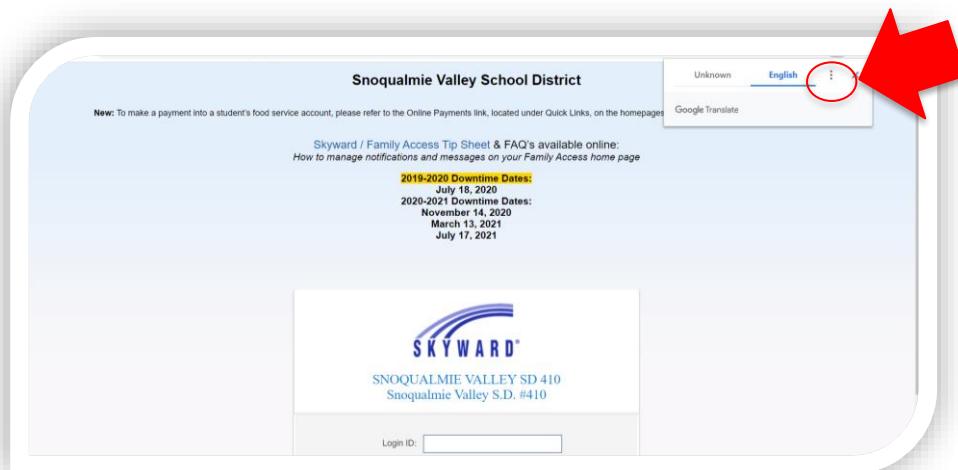 Snoqualmie Valley School District
Unknown English
New: To make a payment into a student's food service account, please refer to the Online Payments link, located under Quick Links, on the homepages
Google Translate
Skyward / Family Access Tip Sheet & FAQ's available online:
How to manage notifications and messages on your Family Access home page
2019-2020 Downtime Dates:
July 18, 2020
2020-2021 Downtime Dates:
November 14, 2020
March 13, 2021
July 17, 2021
SKYWARD®
SNOQUALMIE VALLEY SD 410
Snoqualmie Valley S.D. #410
Login ID: